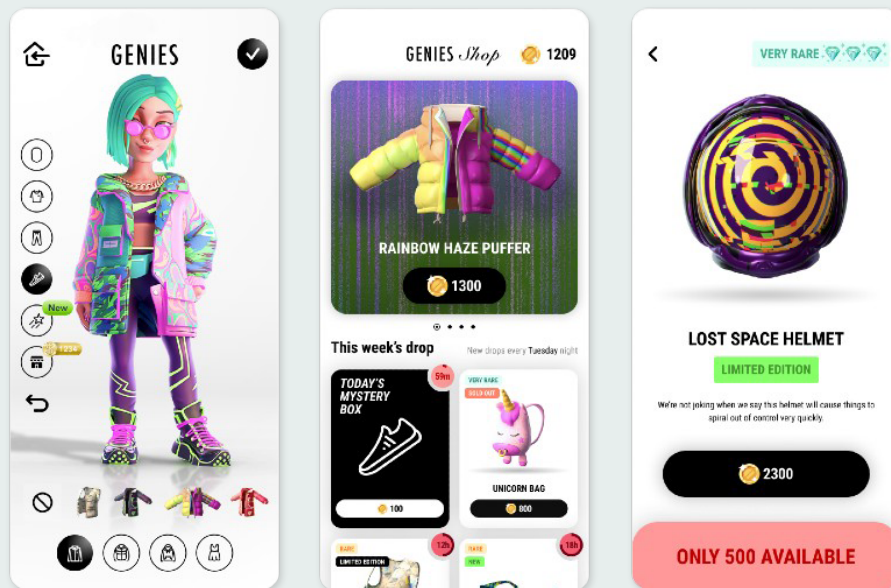 GENIES
New
1234
GENIES Shop
1209
RAINBOW HAZE PUFFER
1300
This week's drop
New drops every Tuesday night
TODAY'S
MYSTERY
BOX
59m
100
VERY RARE
SOLD OUT
UNICORN BAG
800
RARE
LIMITED EDITION
12h
RARE
NEW
18h
VERY RARE
LOST SPACE HELMET
LIMITED EDITION
We're not joking when we say this helmet will cause things to
spiral out of control very quickly.
2300
ONLY 500 AVAILABLE